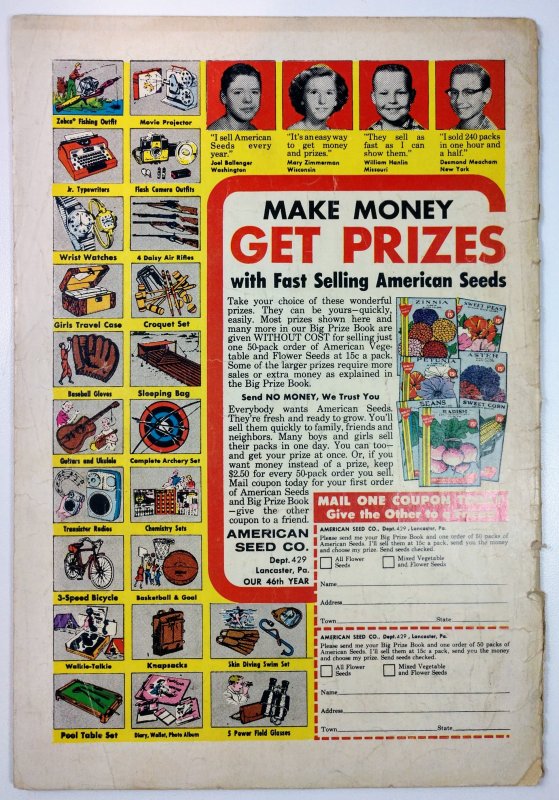 Zebco® Fishing Outfit
Movie Projector
Jr. Typewriters
Flash Camera Outfits
Wrist Watches
4 Daisy Air Rifles
Girls Travel Case
Croquet Set
Baseball Gloves
Sleeping Bag
Guitars and Ukulele
Complete Archery Set
Transistor Radios
Chemistry Sets
3-Speed Bicycle
Basketball & Goal
Walkie-Talkie
Knapsacks
Skin Diving Swim Set
Pool Table Set
Diary, Wallet, Photo Album
5 Power Field Glasses
"I sell American
Seeds every
year."
Joel Ballenger
Washington
"It's an easy way
to get money
and prizes."
Mary Zimmerman
Wisconsin
"They sell as
fast as I can
show them."
William Hanlin
Missouri
"I sold 240 packs
in one hour and
a half."
Desmond Meacham
New York
MAKE MONEY
GET PRIZES
with Fast Selling American Seeds
Take your choice of these wonderful
prizes. They can be yours—quickly,
easily. Most prizes shown here and
many more in our Big Prize Book are
given WITHOUT COST for selling just
one 50-pack order of American Vege-
table and Flower Seeds at 15c a pack.
Some of the larger prizes require more
sales or extra money as explained in
the Big Prize Book.
Send NO MONEY, We Trust You
Everybody wants American Seeds.
They're fresh and ready to grow. You'll
sell them quickly to family, friends and
neighbors. Many boys and girls sell
their packs in one day. You can too—
and get your prize at once. Or, if you
want money instead of a prize, keep
$2.50 for every 50-pack order you sell.
Mail coupon today for your first order
of American Seeds
and Big Prize Book
—give the other
coupon to a friend.
AMERICAN
SEED CO.
Dept. 429
Lancaster, Pa.
OUR 46th YEAR
ZINNIA
SWEET PEAS
PETUNIA
ASTER
BEANS
SWEET CORN
RADISH
MAIL ONE COUPON
Give the Other to a
AMERICAN SEED CO., Dept. 429, Lancaster, Pa.
Please send me your Big Prize Book and one order of 50 packs of
American Seeds. I'll sell them at 15c a pack, send you the money
and choose my prize. Send seeds checked.
All Flower
Seeds
Mixed Vegetable
and Flower Seeds
Name
Address
Town State
AMERICAN SEED CO., Dept. 429, Lancaster, Pa.
Please send me your Big Prize Book and one order of 50 packs of
American Seeds. I'll sell them at 15c a pack, send you the money
and choose my prize. Send seeds checked.
All Flower
Seeds
Mixed Vegetable
and Flower Seeds
Name
Address
Town State